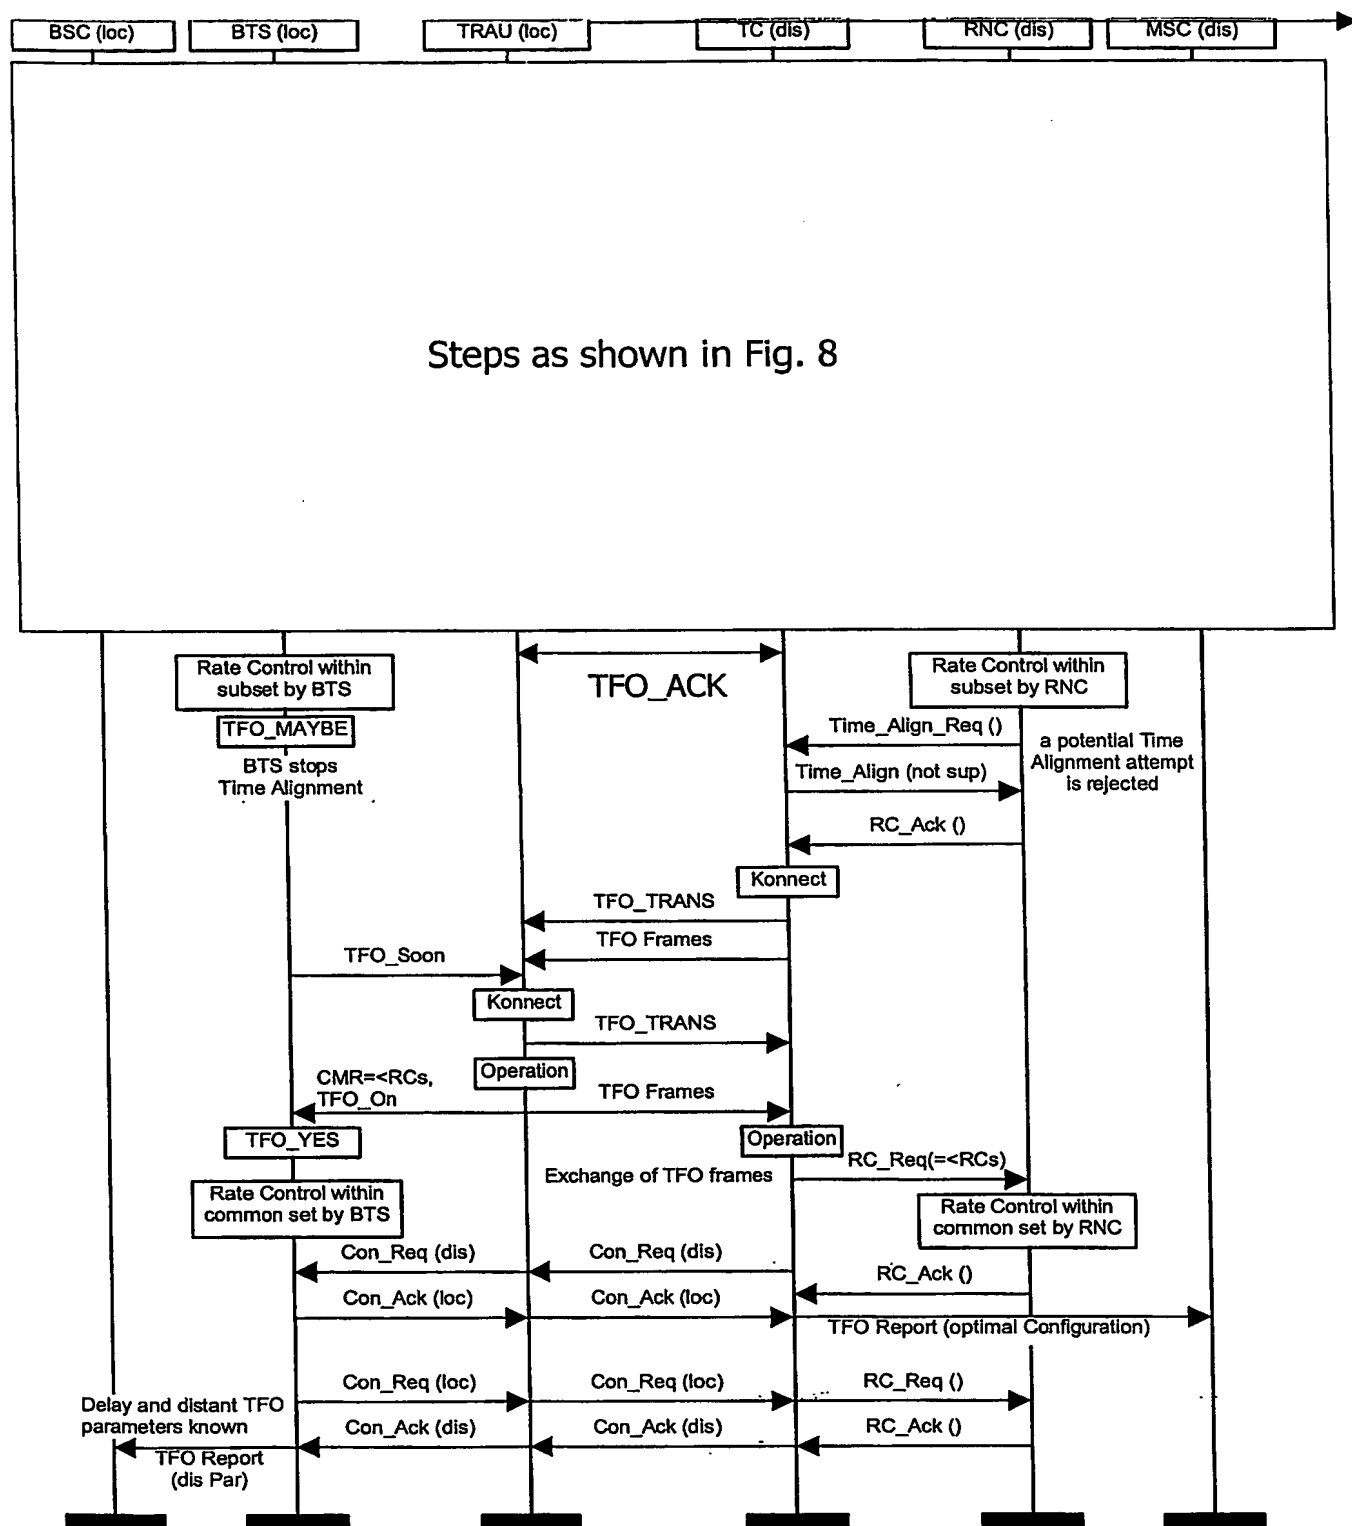 BSC (loc)
BTS (loc)
TRAU (loc)
TC (dis)
RNC (dis)
MSC (dis)
Steps as shown in Fig. 8
Rate Control within
subset by BTS
TFO_ACK
Rate Control within
subset by RNC
TFO_MAYBE
BTS stops
Time Alignment
Time_Align_Req ()
a potential Time
Alignment attempt
is rejected
Time_Align (not sup)
RC_Ack ()
Konnect
TFO_TRANS
TFO Frames
TFO_Soon
Konnect
TFO_TRANS
Operation
CMR=<RCs,
TFO_On
TFO Frames
TFO_YES
Operation
Exchange of TFO frames
RC_Req(=<RCs)
Rate Control within
common set by BTS
Rate Control within
common set by RNC
Con_Req (dis)
Con_Req (dis)
RC_Ack ()
Con_Ack (loc)
Con_Ack (loc)
TFO Report (optimal Configuration)
Con_Req (loc)
Con_Req (loc)
RC_Req ()
Delay and distant TFO
parameters known
Con_Ack (dis)
Con_Ack (dis)
RC_Ack ()
TFO Report
(dis Par)